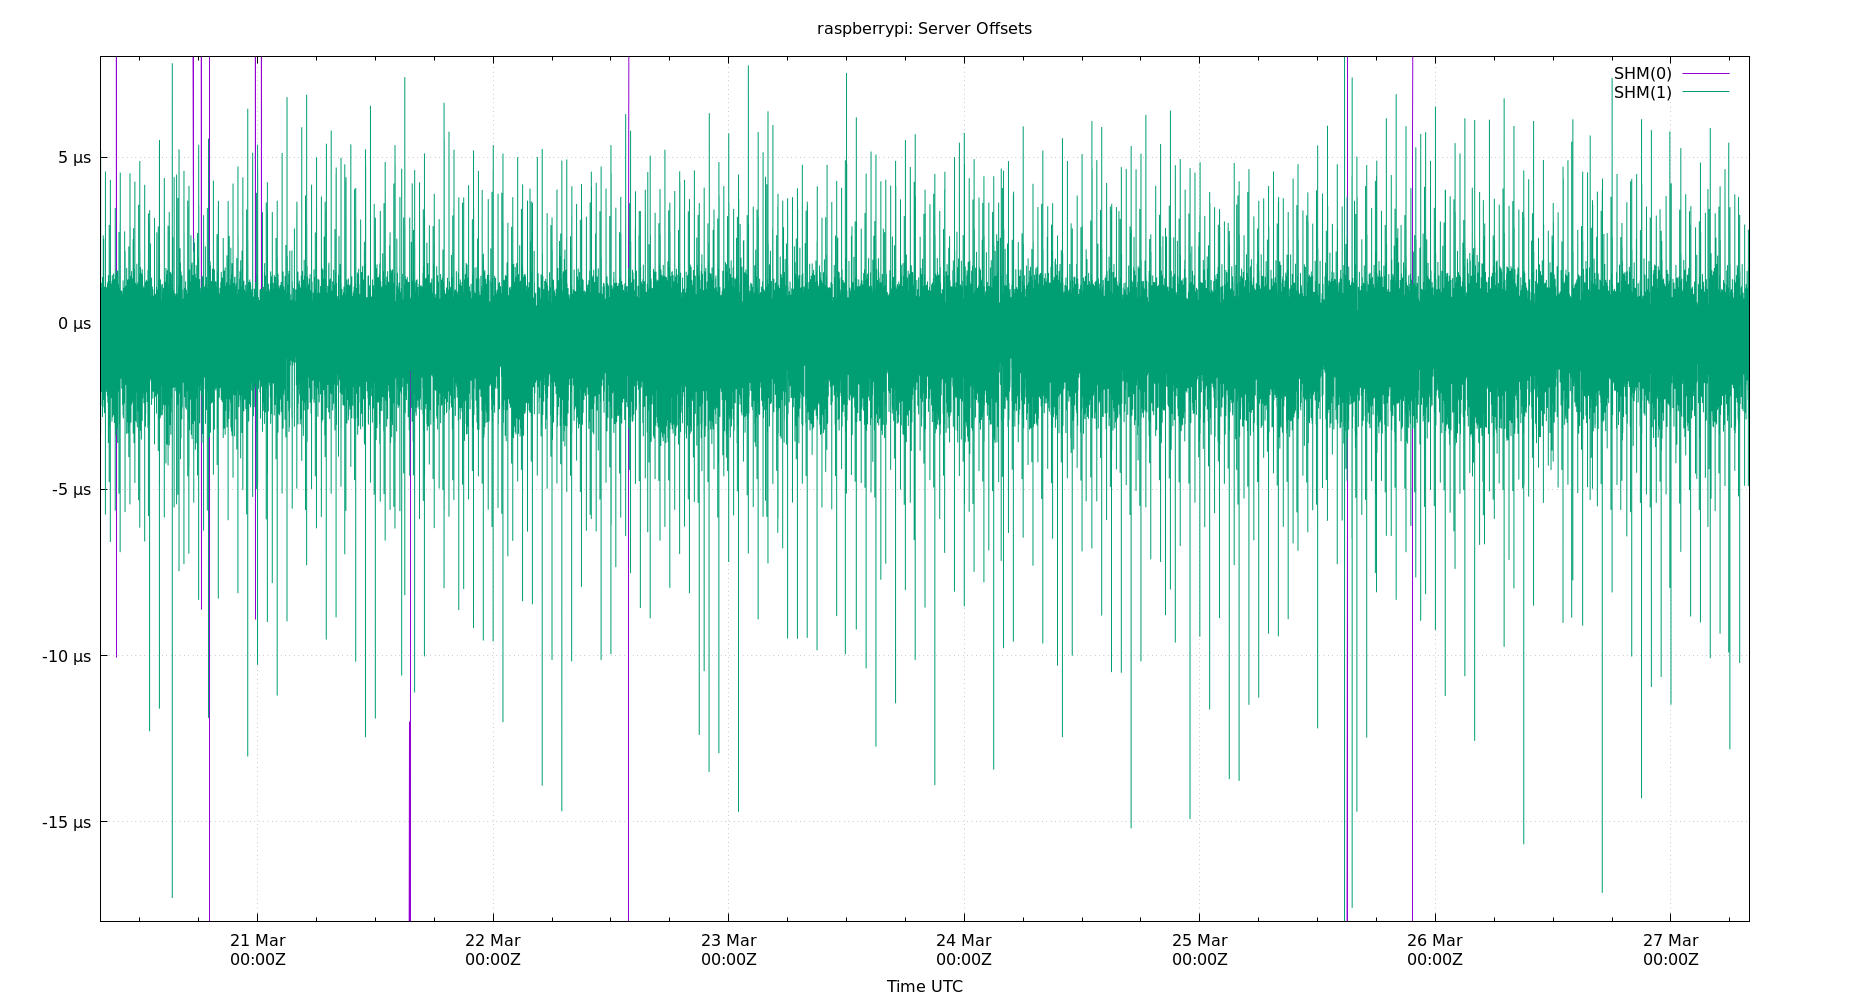 raspberrypi: Server Offsets
SHM(0)
SHM(1)
5 µs
0 µs
-5 µs
-10 µs
-15 µs
21 Mar 22 Mar 23 Mar 24 Mar 25 Mar 26 Mar 27 Mar
00:00Z 00:00Z 00:00Z 00:00Z 00:00Z 00:00Z 00:00Z
Time UTC